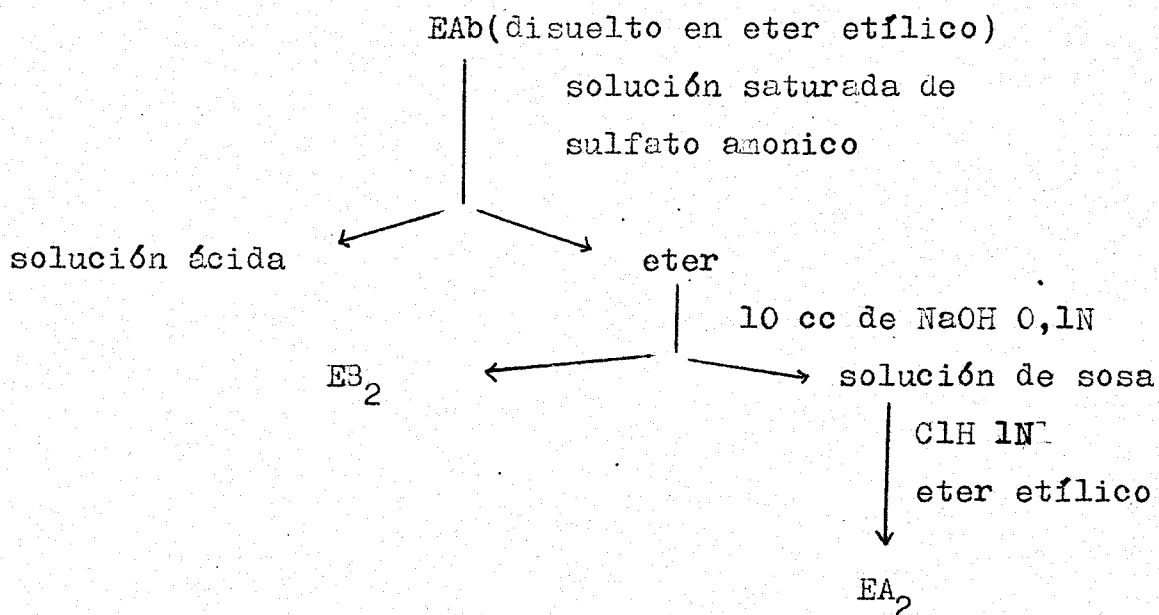 EAb(disuelto en eter etílico)
solución saturada de
sulfato amonico
solución ácida
eter
10 cc de NaOH 0,1N
EB2
solución de sosa
ClH 1N
eter etílico
EA2